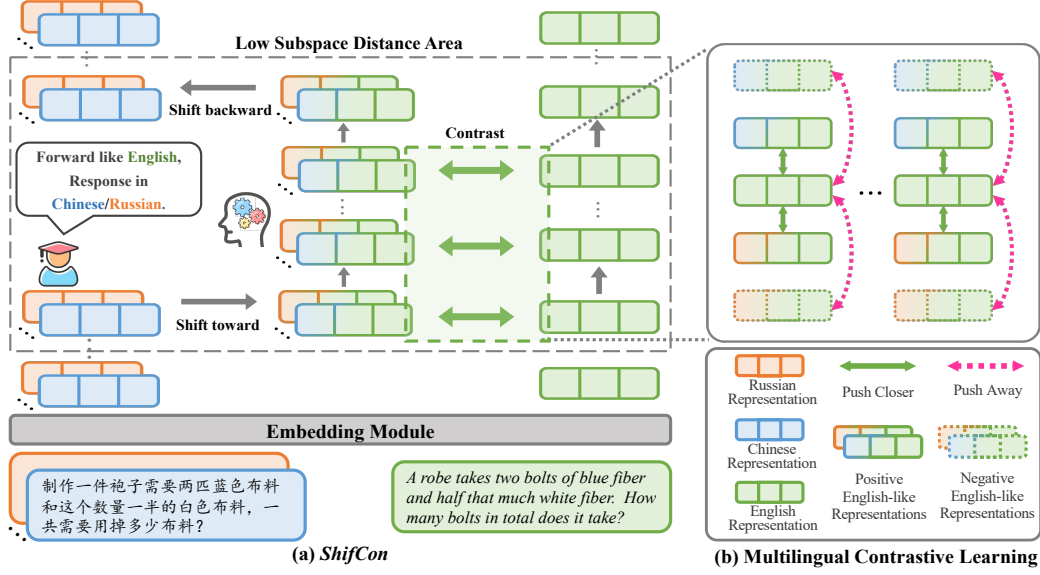 Low Subspace Distance Area
Shift backward
Contrast
Forward like English,
Response in
Chinese/Russian.
Shift toward
Embedding Module
制作一件袍子需要两匹蓝色布料
和这个数量一半的白色布料，一
共需要用掉多少布料？
A robe takes two bolts of blue fiber
and half that much white fiber. How
many bolts in total does it take?
(a) ShifCon
Russian
Representation
Push Closer
Push Away
Chinese
Representation
English
Representation
Positive
English-like
Representations
Negative
English-like
Representations
(b) Multilingual Contrastive Learning